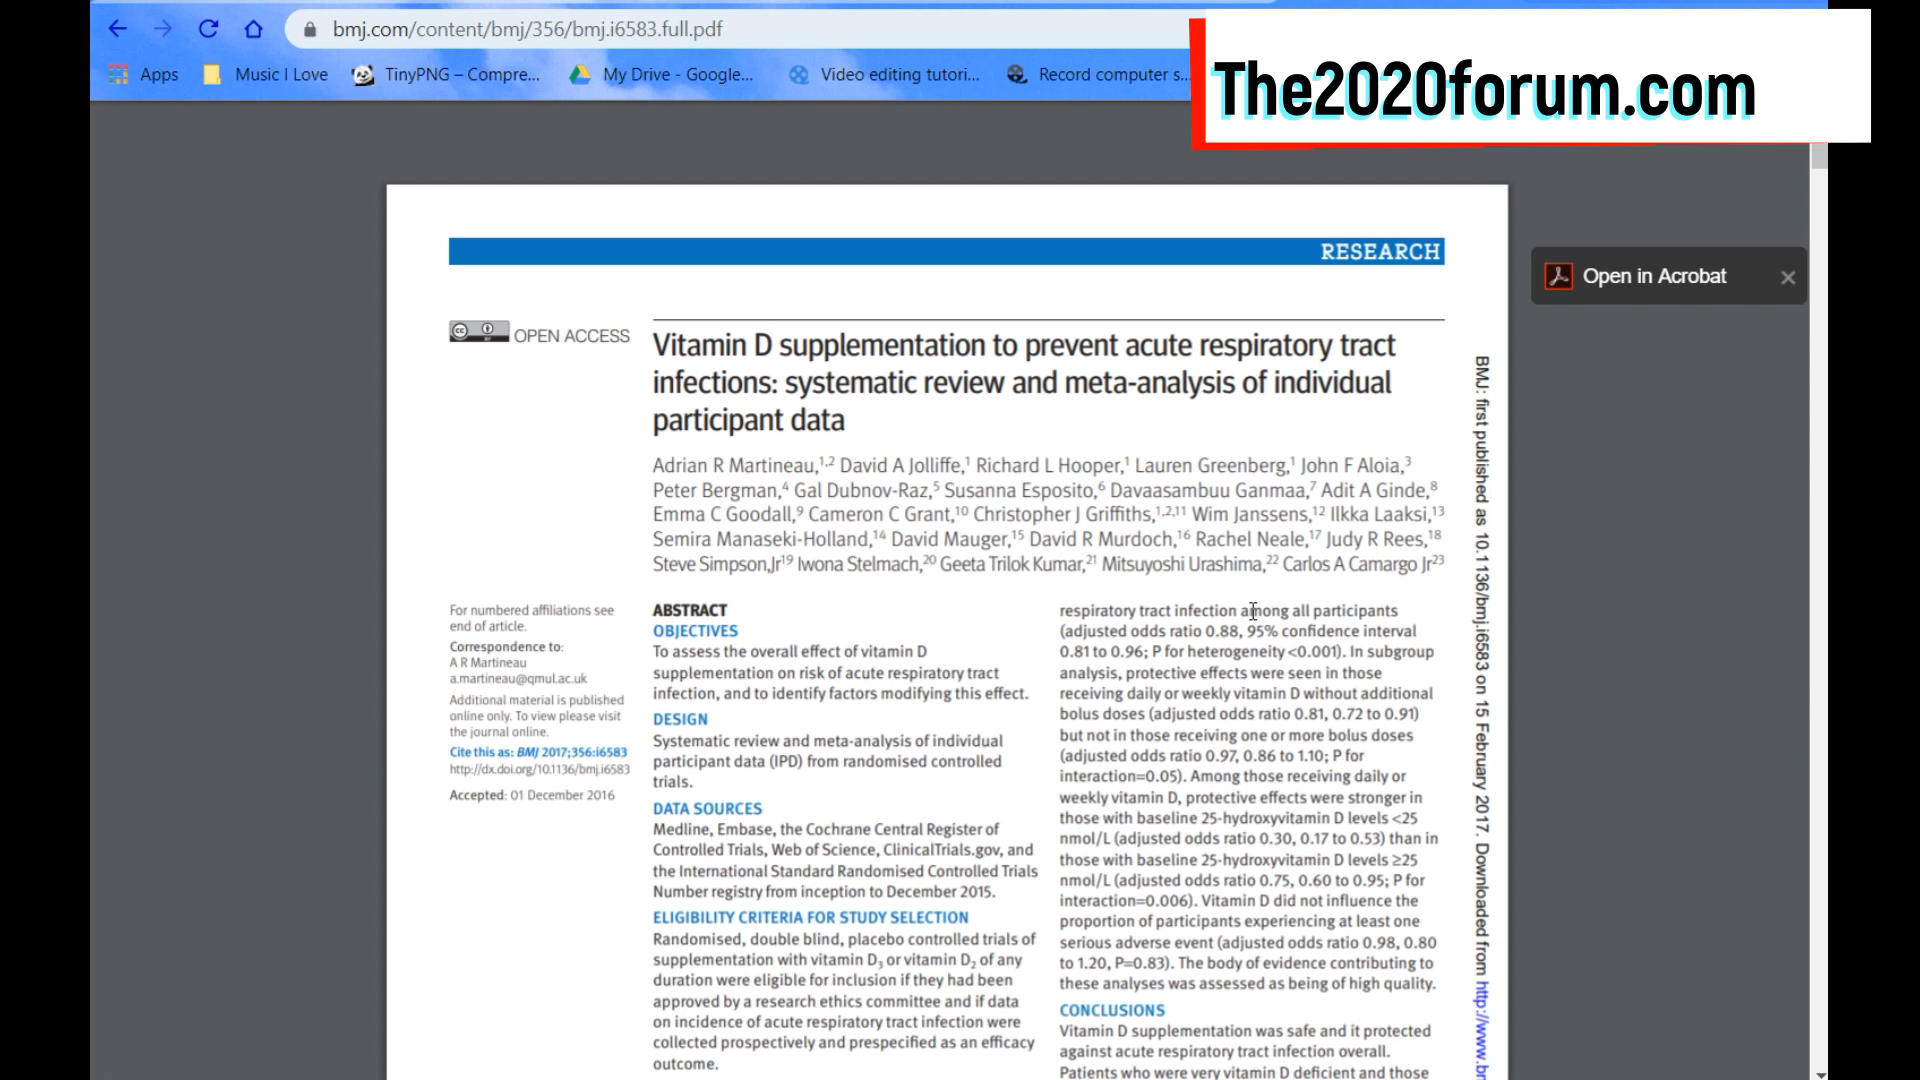 bmj.com/content/bmj/356/bmj.i6583.full.pdf
Apps Music I Love TinyPNG – Compre... My Drive - Google... Video editing tutori... Record computer s...
The2020forum.com
RESEARCH
Open in Acrobat
OPEN ACCESS
Vitamin D supplementation to prevent acute respiratory tract
infections: systematic review and meta-analysis of individual
participant data
Adrian R Martineau,1,2 David A Jolliffe,1 Richard L Hooper,1 Lauren Greenberg,1 John F Aloia,3
Peter Bergman,4 Gal Dubnov-Raz,5 Susanna Esposito,6 Davaasambuu Ganmaa,7 Adit A Ginde,8
Emma C Goodall,9 Cameron C Grant,10 Christopher J Griffiths,1,2,11 Wim Janssens,12 Ilkka Laaksi,13
Semira Manaseki-Holland,14 David Mauger,15 David R Murdoch,16 Rachel Neale,17 Judy R Rees,18
Steve Simpson,Jr19 Iwona Stelmach,20 Geeta Trilok Kumar,21 Mitsuyoshi Urashima,22 Carlos A Camargo Jr23
For numbered affiliations see
end of article.
Correspondence to:
A R Martineau
a.martineau@qmul.ac.uk
Additional material is published
online only. To view please visit
the journal online.
Cite this as: BMJ 2017;356:i6583
http://dx.doi.org/10.1136/bmj.i6583
Accepted: 01 December 2016
ABSTRACT
OBJECTIVES
To assess the overall effect of vitamin D
supplementation on risk of acute respiratory tract
infection, and to identify factors modifying this effect.
DESIGN
Systematic review and meta-analysis of individual
participant data (IPD) from randomised controlled
trials.
DATA SOURCES
Medline, Embase, the Cochrane Central Register of
Controlled Trials, Web of Science, ClinicalTrials.gov, and
the International Standard Randomised Controlled Trials
Number registry from inception to December 2015.
ELIGIBILITY CRITERIA FOR STUDY SELECTION
Randomised, double blind, placebo controlled trials of
supplementation with vitamin D3 or vitamin D2 of any
duration were eligible for inclusion if they had been
approved by a research ethics committee and if data
on incidence of acute respiratory tract infection were
collected prospectively and prespecified as an efficacy
outcome.
respiratory tract infection among all participants
(adjusted odds ratio 0.88, 95% confidence interval
0.81 to 0.96; P for heterogeneity <0.001). In subgroup
analysis, protective effects were seen in those
receiving daily or weekly vitamin D without additional
bolus doses (adjusted odds ratio 0.81, 0.72 to 0.91)
but not in those receiving one or more bolus doses
(adjusted odds ratio 0.97, 0.86 to 1.10; P for
interaction=0.05). Among those receiving daily or
weekly vitamin D, protective effects were stronger in
those with baseline 25-hydroxyvitamin D levels <25
nmol/L (adjusted odds ratio 0.30, 0.17 to 0.53) than in
those with baseline 25-hydroxyvitamin D levels ≥25
nmol/L (adjusted odds ratio 0.75, 0.60 to 0.95; P for
interaction=0.006). Vitamin D did not influence the
proportion of participants experiencing at least one
serious adverse event (adjusted odds ratio 0.98, 0.80
to 1.20, P=0.83). The body of evidence contributing to
these analyses was assessed as being of high quality.
CONCLUSIONS
Vitamin D supplementation was safe and it protected
against acute respiratory tract infection overall.
Patients who were very vitamin D deficient and those
BMJ: first published as 10.1136/bmj.i6583 on 15 February 2017. Downloaded from http://www.br